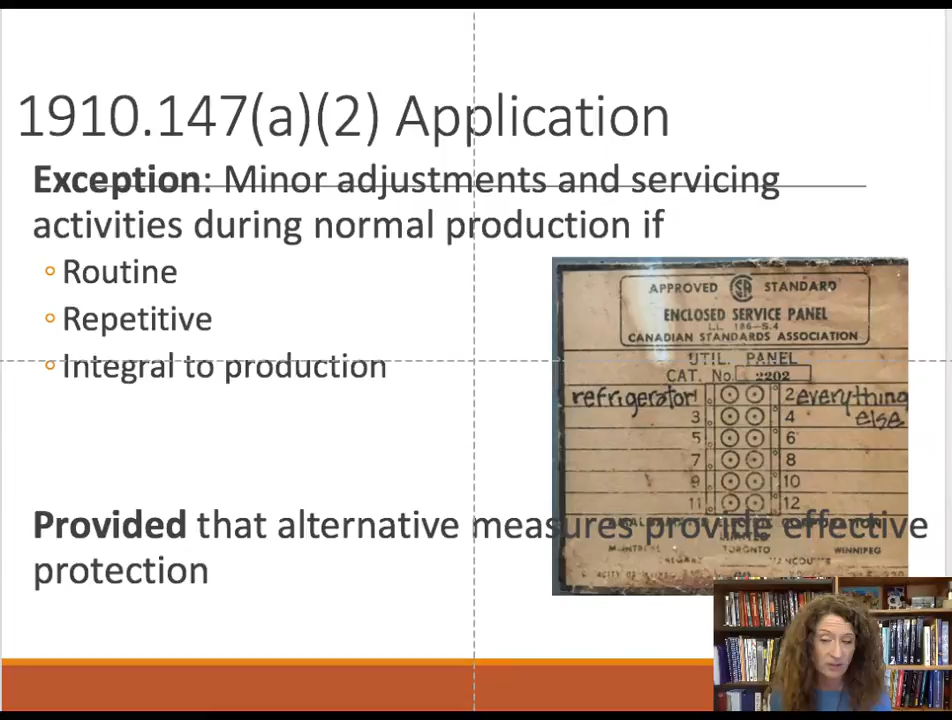 1910.147(a)(2) Application
Exception: Minor adjustments and servicing
activities during normal production if
Routine
Repetitive
Integral to production
APPROVED SA STANDARD
ENCLOSED SERVICE PANEL
CANADIAN STANDARDS ASSOCIATION
UTIL. PANEL
CAT. No. 2202
refrigerator 1 2 everything
3 4 else
5 6
7 8
9 10
11 12
Provided that alternative measures provide effective
TORONTO WINNIPEG
protection